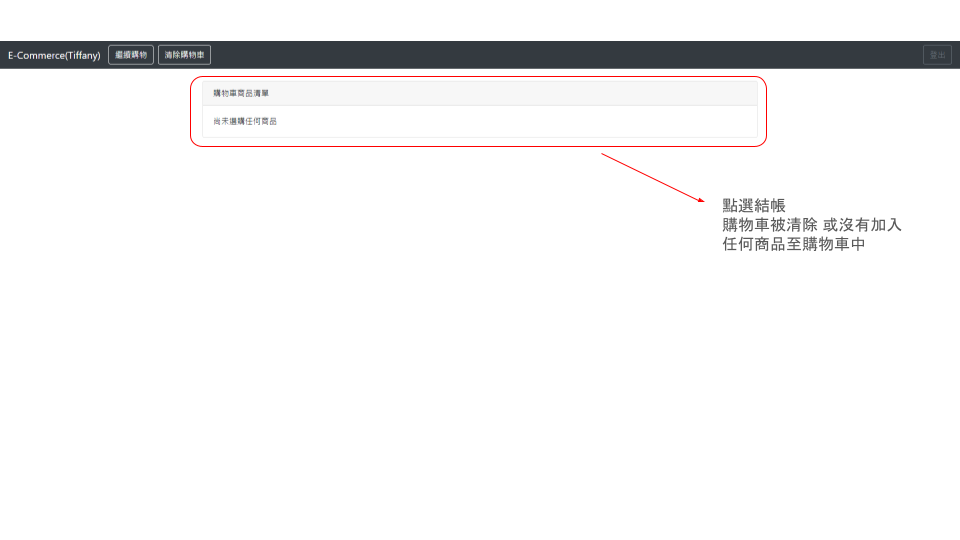 E-Commerce(Tiffany) 繼續購物 清除購物車 登出
購物車商品清單
尚未選購任何商品
點選結帳
購物車被清除 或沒有加入
任何商品至購物車中